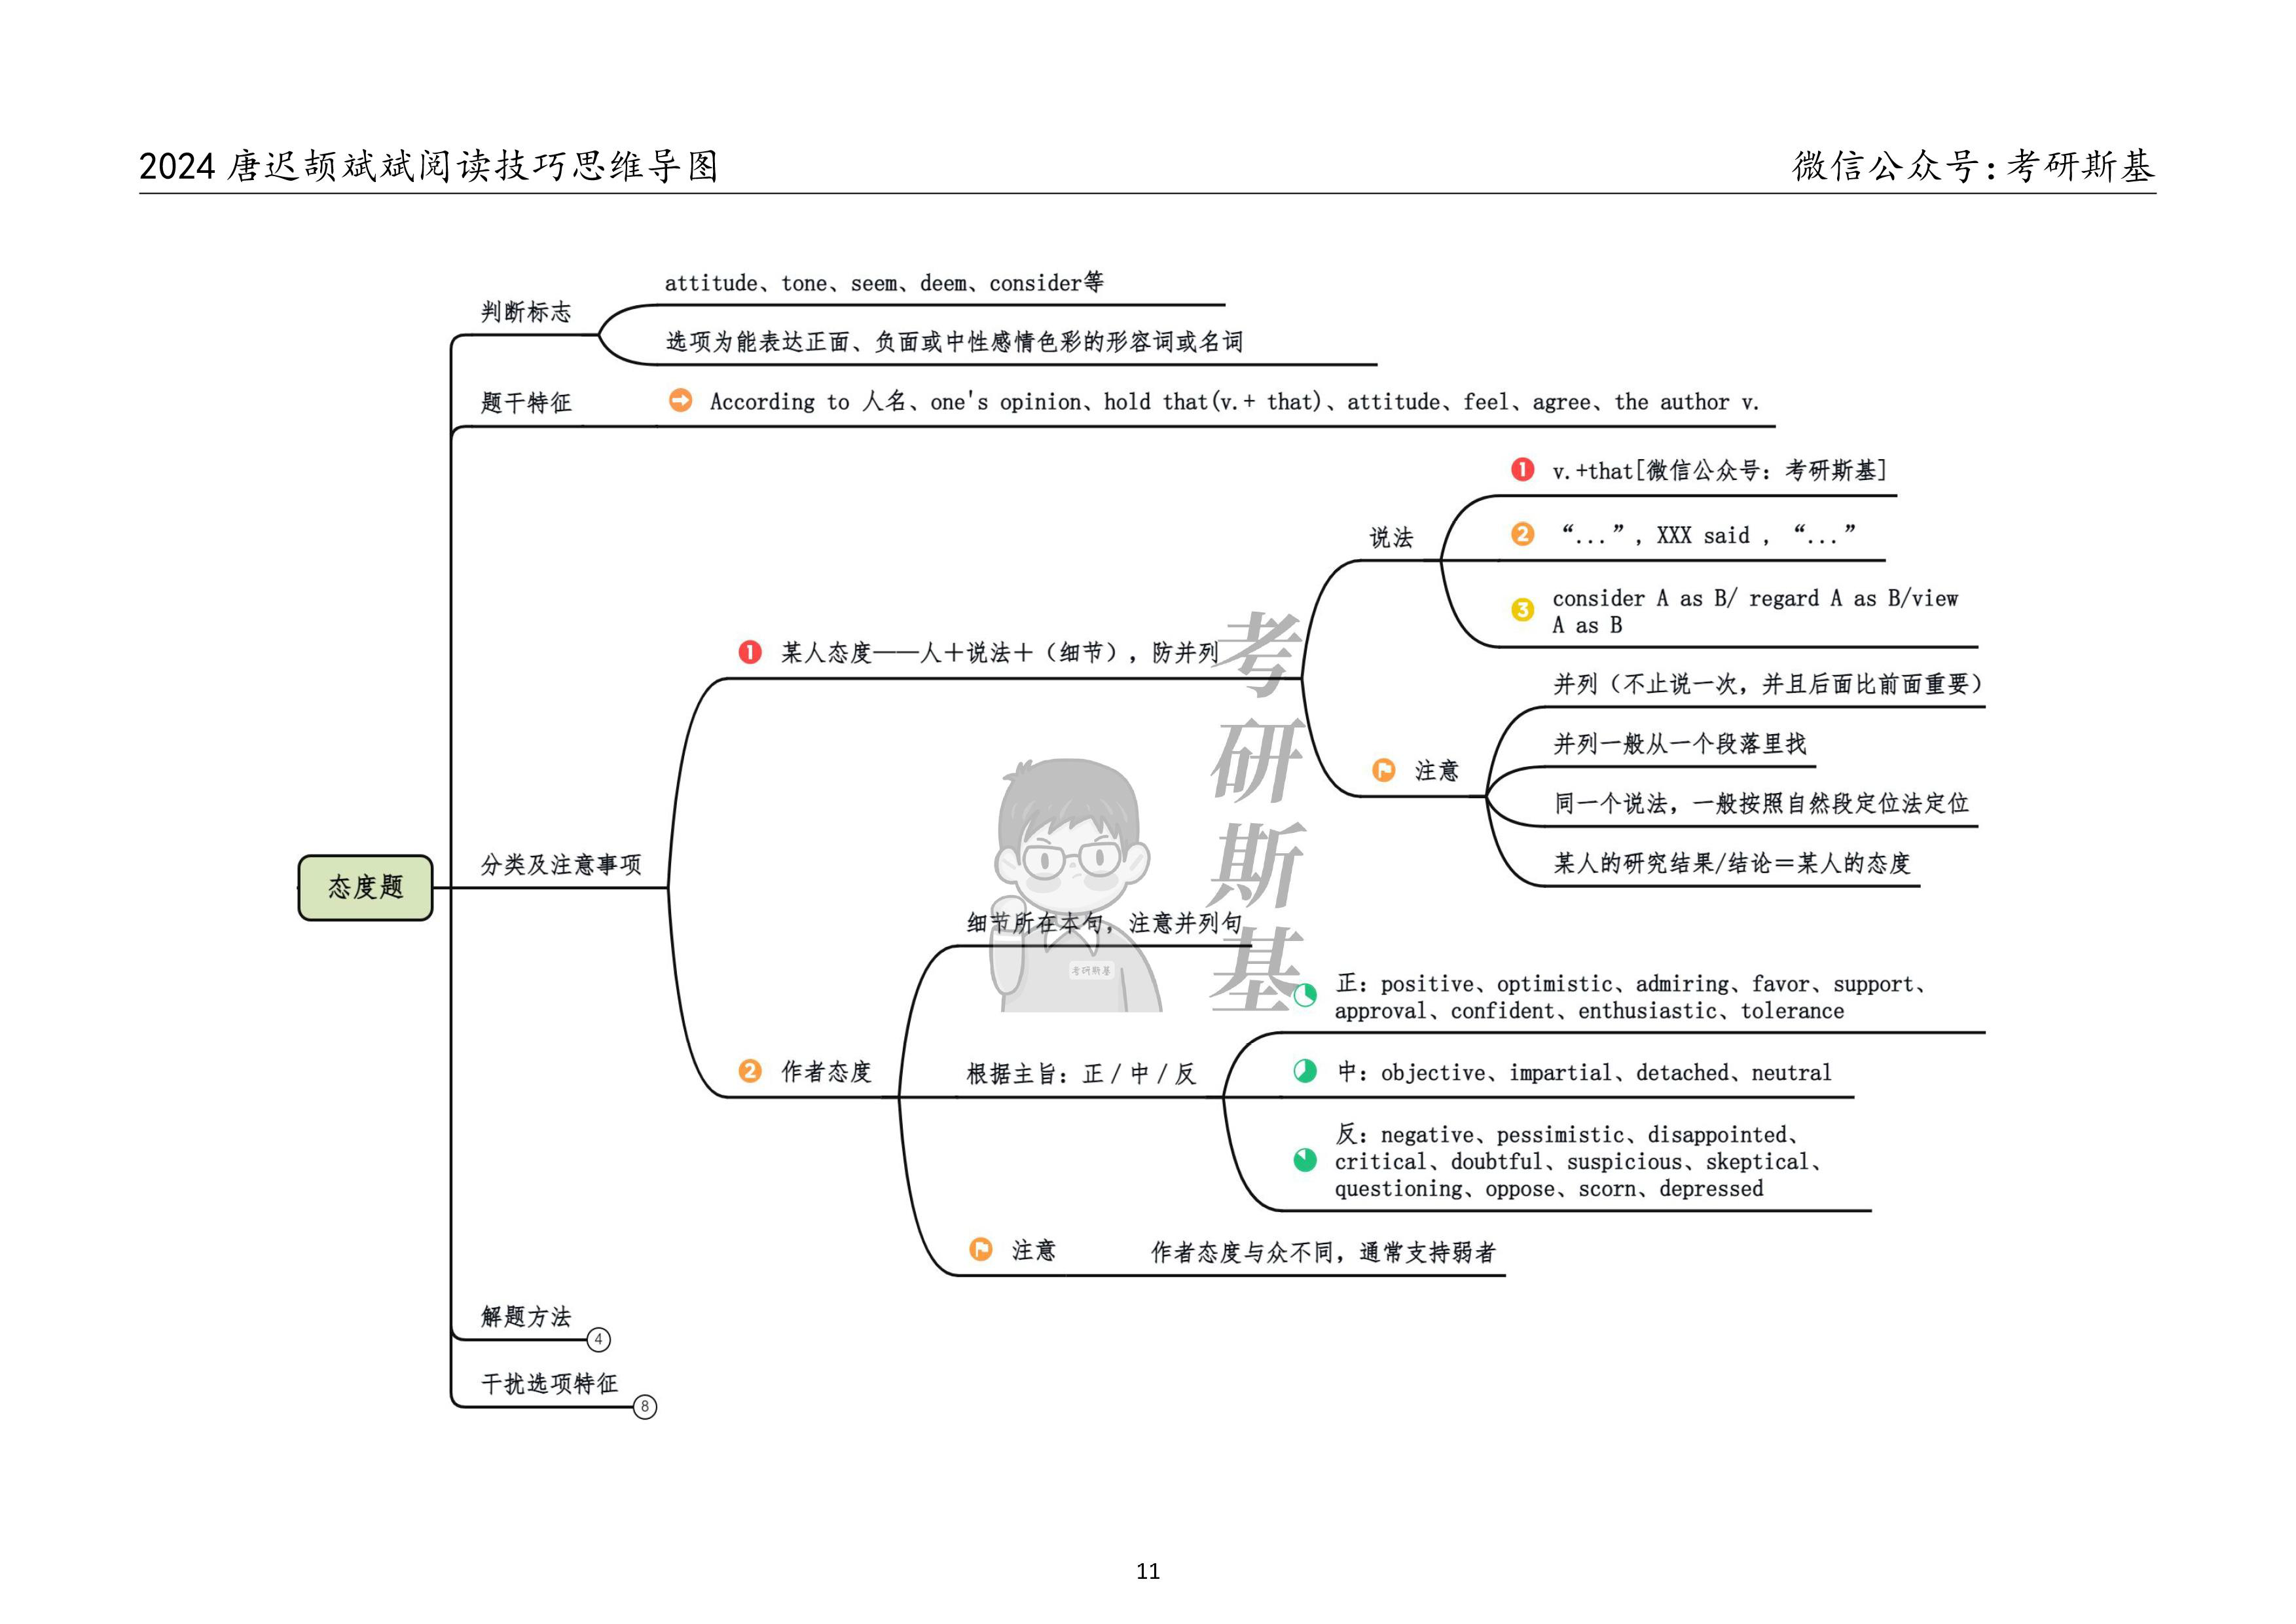 2024 唐迟颉斌斌阅读技巧思维导图
微信公众号:考研斯基
attitude、tone、seem、deem、consider等
判断标志
选项为能表达正面、负面或中性感情色彩的形容词或名词
题干特征
According to 人名、one's opinion、hold that(v.+ that)、attitude、feel、agree、the author v.
1 v.+that[微信公众号：考研斯基]
说法
2 “...”, XXX said , “...”
3 consider A as B/ regard A as B/view
A as B
1 某人态度——人＋说法＋（细节），防并列
并列（不止说一次，并且后面比前面重要）
并列一般从一个段落里找
注意
同一个说法，一般按照自然段定位法定位
某人的研究结果/结论＝某人的态度
分类及注意事项
态度题
细节所在本句，注意并列句
正：positive、optimistic、admiring、favor、support、
approval、confident、enthusiastic、tolerance
2 作者态度
根据主旨：正 / 中 / 反
中：objective、impartial、detached、neutral
反：negative、pessimistic、disappointed、
critical、doubtful、suspicious、skeptical、
questioning、oppose、scorn、depressed
注意
作者态度与众不同，通常支持弱者
解题方法
4
干扰选项特征
8
考研斯基
考研斯基
11